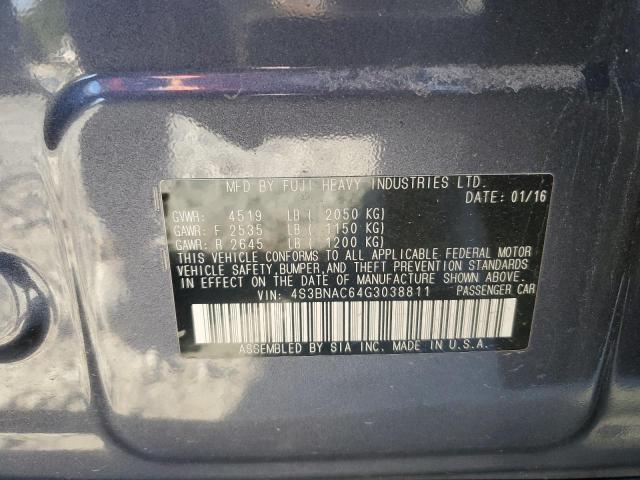 MFD BY FUJI HEAVY INDUSTRIES LTD.
DATE: 01/16
GVWR: 4519 LB ( 2050 KG)
GAWR: F 2535 LB ( 1150 KG)
GAWR: R 2645 LB ( 1200 KG)
THIS VEHICLE CONFORMS TO ALL APPLICABLE FEDERAL MOTOR
VEHICLE SAFETY, BUMPER, AND THEFT PREVENTION STANDARDS
IN EFFECT ON THE DATE OF MANUFACTURE SHOWN ABOVE.
VIN: 4S3BNAC64G3038811 PASSENGER CAR
ASSEMBLED BY SIA INC. MADE IN U.S.A.